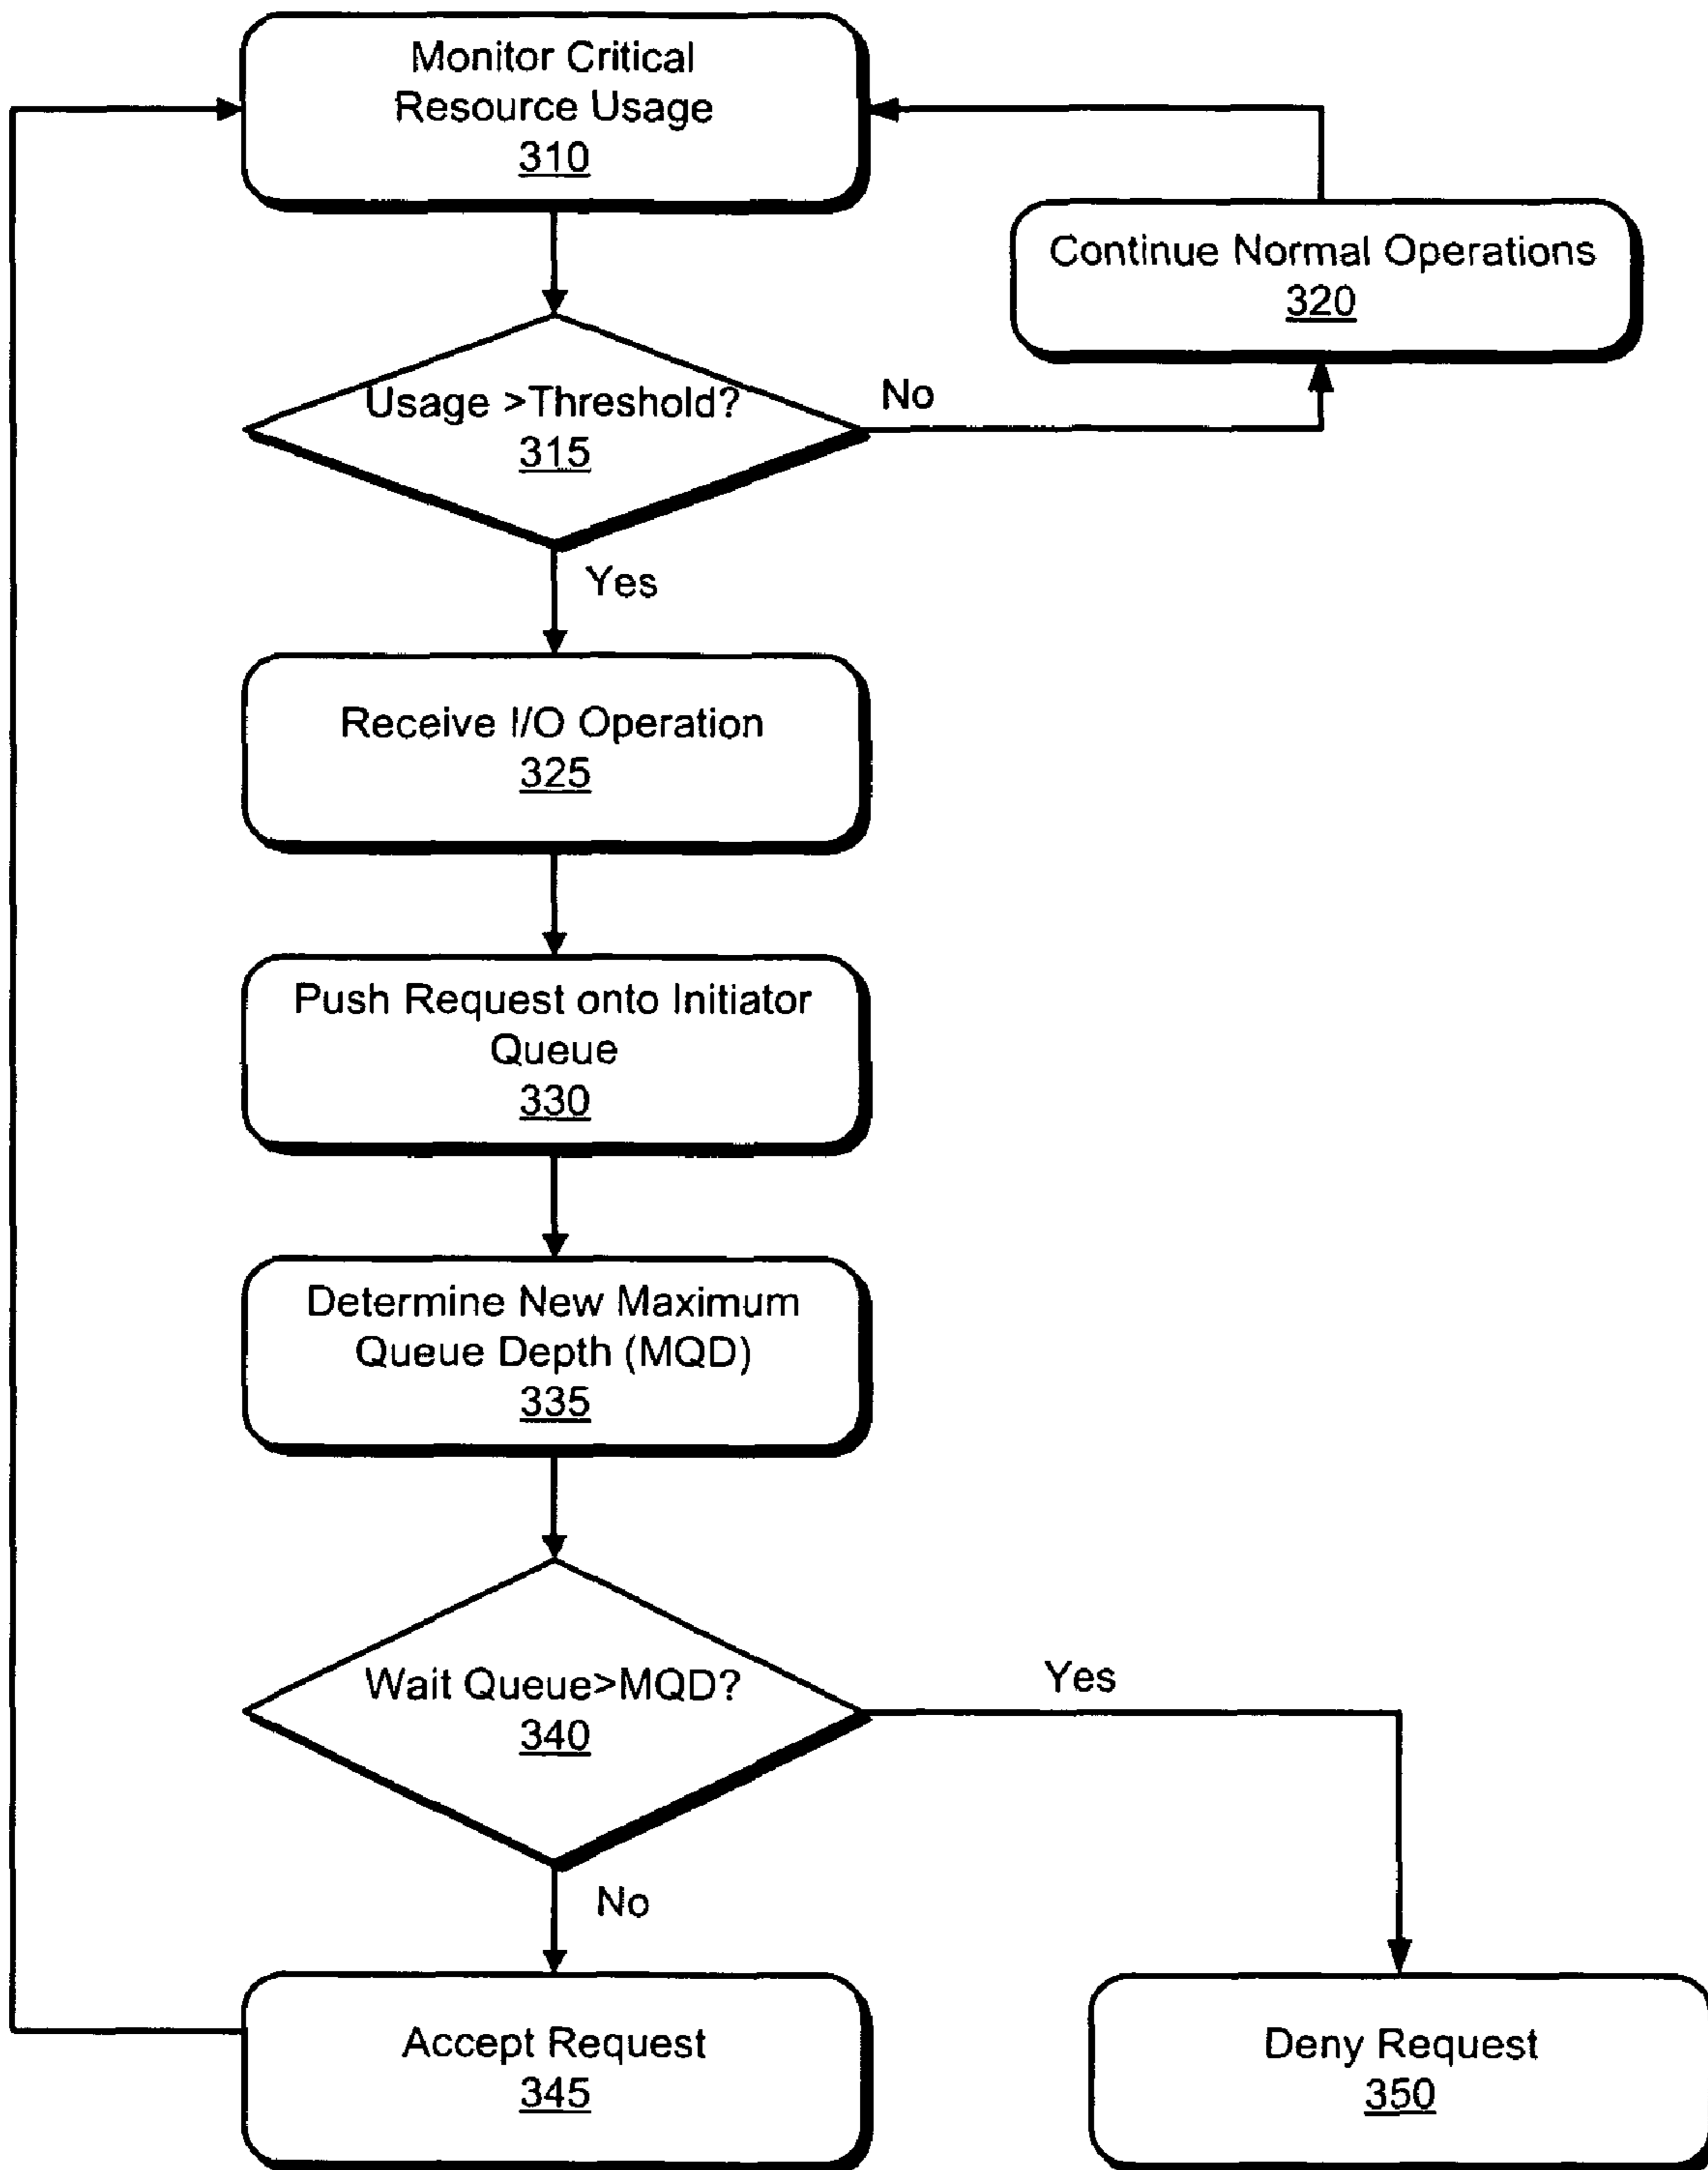 Monitor Critical
Resource Usage
310
Continue Normal Operations
320
Usage >Threshold?
315
No
Yes
Receive I/O Operation
325
Push Request onto Initiator
Queue
330
Determine New Maximum
Queue Depth (MQD)
335
Wait Queue>MQD?
340
Yes
No
Accept Request
345
Deny Request
350